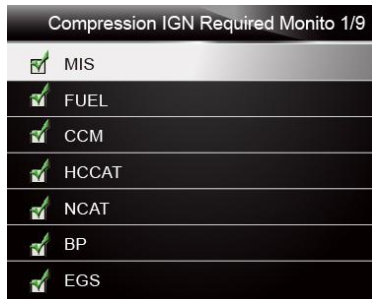 Compression IGN Required Monito 1/9
MIS
FUEL
CCM
HCCAT
NCAT
BP
EGS